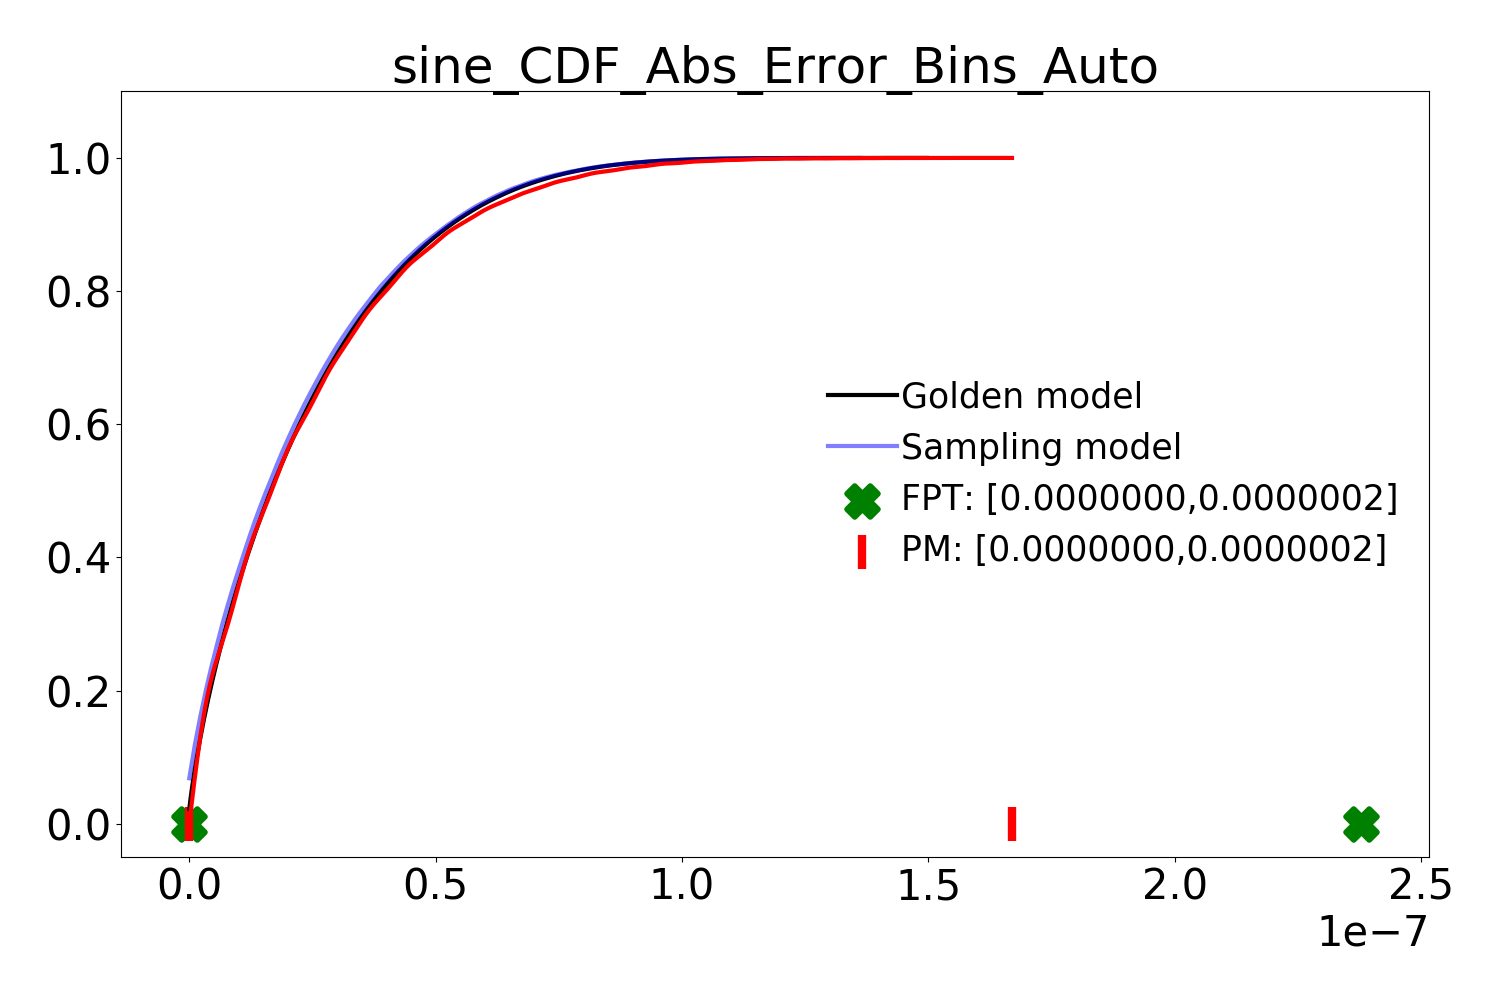 sine_CDF_Abs_Error_Bins_Auto
1.0
0.8
0.6
0.4
0.2
0.0
Golden model
Sampling model
FPT: [0.0000000,0.0000002]
PM: [0.0000000,0.0000002]
0.0 0.5 1.0 1.5 2.0 2.5
1e−7